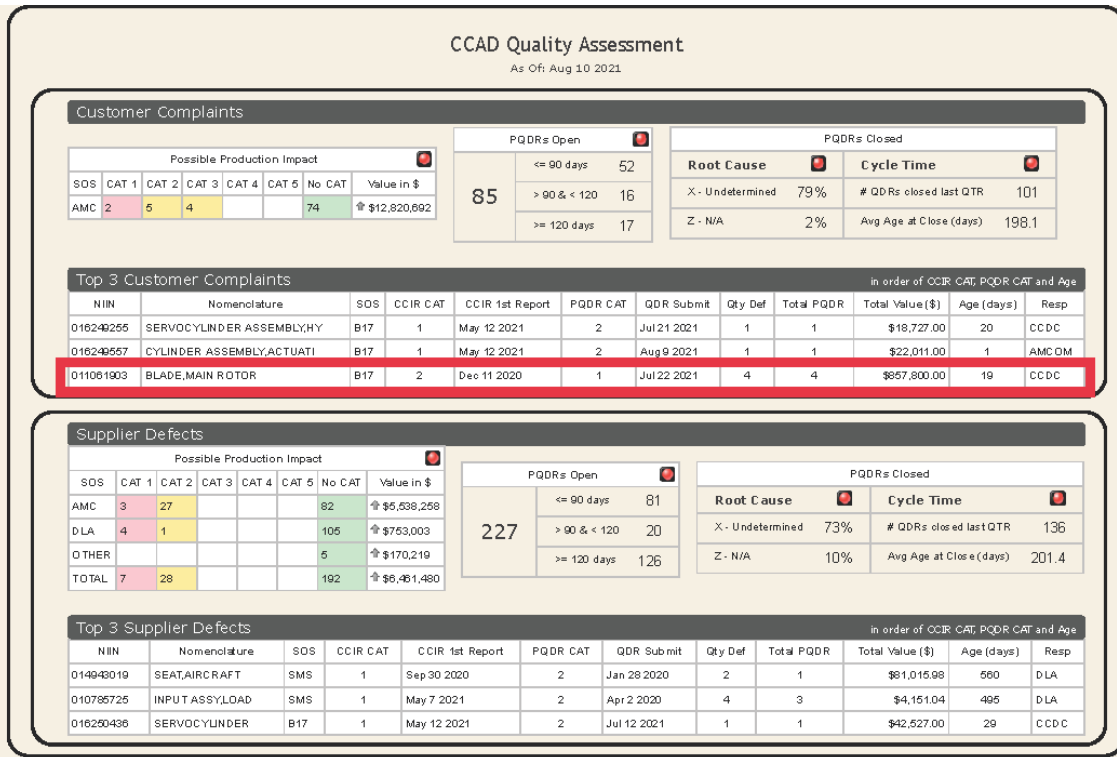 CCAD Quality Assessment
As Of: Aug 10 2021
Customer Complaints
Possible Production Impact
SOS CAT 1 CAT 2 CAT 3 CAT 4 CAT 5 No CAT Value in $
AMC 2 5 4 74 $12,820,692
PQDRs Open
85
<= 90 days 52
> 90 & < 120 16
>= 120 days 17
PQDRs Closed
Root Cause Cycle Time
X - Undetermined 79% # QDRs closed last QTR 101
Z - N/A 2% Avg Age at Close (days) 198.1
Top 3 Customer Complaints in order of CCIR CAT, PQDR CAT and Age
NIIN Nomenclature SOS CCIR CAT CCIR 1st Report PQDR CAT QDR Submit Qty Def Total PQDR Total Value ($) Age (days) Resp
016249255 SERVOCYLINDER ASSEMBLY,HY B17 1 May 12 2021 2 Jul 21 2021 1 1 $18,727.00 20 CCDC
016249557 CYLINDER ASSEMBLY,ACTUATI B17 1 May 12 2021 2 Aug 9 2021 1 1 $22,011.00 1 AMCOM
011061903 BLADE,MAIN ROTOR B17 2 Dec 11 2020 1 Jul 22 2021 4 4 $857,800.00 19 CCDC
Supplier Defects
Possible Production Impact
SOS CAT 1 CAT 2 CAT 3 CAT 4 CAT 5 No CAT Value in $
AMC 3 27 82 $5,538,258
DLA 4 1 105 $753,003
OTHER 5 $170,219
TOTAL 7 28 192 $6,461,480
PQDRs Open
227
<= 90 days 81
> 90 & < 120 20
>= 120 days 126
PQDRs Closed
Root Cause Cycle Time
X - Undetermined 73% # QDRs closed last QTR 136
Z - N/A 10% Avg Age at Close (days) 201.4
Top 3 Supplier Defects in order of CCIR CAT, PQDR CAT and Age
NIIN Nomenclature SOS CCIR CAT CCIR 1st Report PQDR CAT QDR Submit Qty Def Total PQDR Total Value ($) Age (days) Resp
014943019 SEAT,AIRCRAFT SMS 1 Sep 30 2020 2 Jan 28 2020 2 1 $81,015.98 560 DLA
010785725 INPUT ASSY,LOAD SMS 1 May 7 2021 2 Apr 2 2020 4 3 $4,151.04 495 DLA
016250436 SERVOCYLINDER B17 1 May 12 2021 2 Jul 12 2021 1 1 $42,527.00 29 CCDC